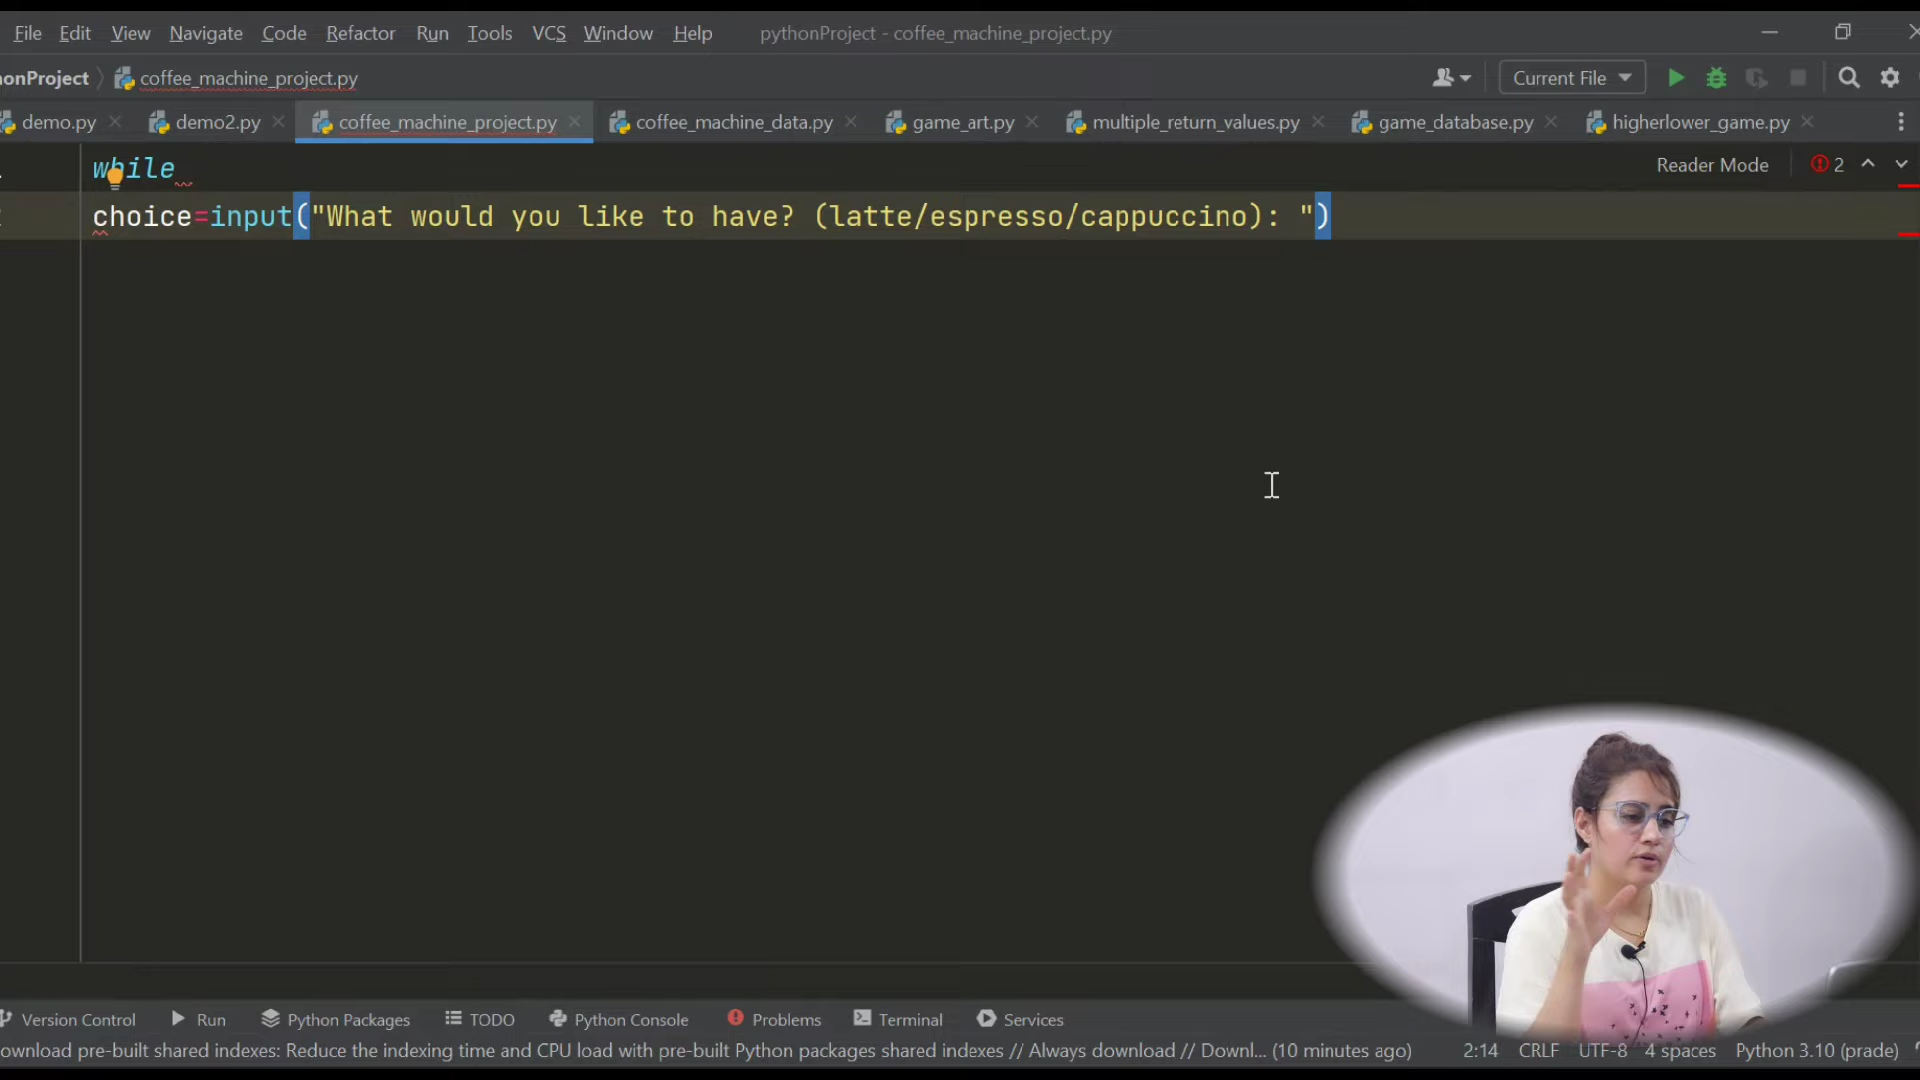 File Edit View Navigate Code Refactor Run Tools VCS Window Help pythonProject - coffee_machine_project.py
honProject coffee_machine_project.py Current File
demo.py demo2.py coffee_machine_project.py coffee_machine_data.py game_art.py multiple_return_values.py game_database.py higherlower_game.py
while Reader Mode 2
choice=input("What would you like to have? (latte/espresso/cappuccino): ")
Version Control Run Python Packages TODO Python Console Problems Terminal Services
ownload pre-built shared indexes: Reduce the indexing time and CPU load with pre-built Python packages shared indexes // Always download // Downl... (10 minutes ago) 2:14 CRLF UTF-8 4 spaces Python 3.10 (prade)